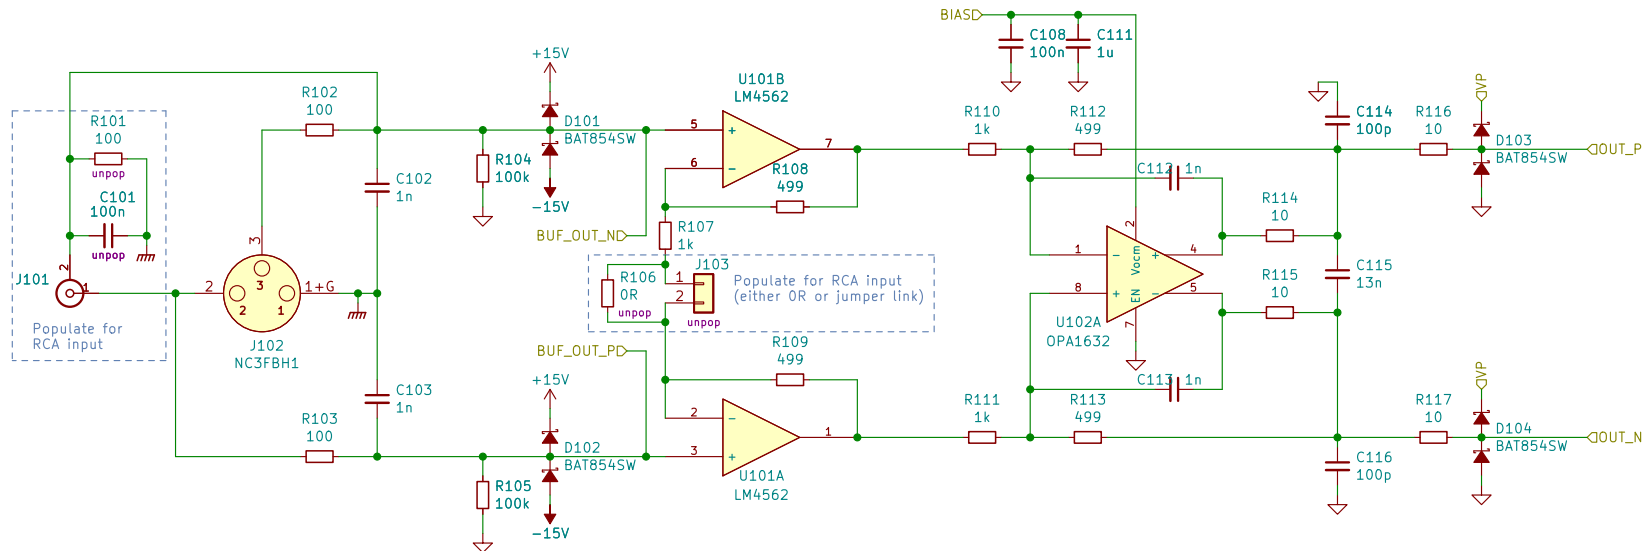 BIAS
C108
100n
C111
1u
+15V
U101B
LM4562
R102
100
R101
100
unpop
C101
100n
unpop
D101
BAT854SW
R104
100k
-15V
5
+
6
-
7
R108
499
R110
1k
R112
499
C112 1n
C114
100p
R116
10
VP
D103
BAT854SW
OUT_P
C102
1n
3
BUF_OUT_N
R107
1k
R114
10
2
J101
1
2
3
2
1
1+G
R106
0R
unpop
J103
1
2
unpop
Populate for RCA input
(either 0R or jumper link)
2
1
-
Vocm
+
4
8
+
EN
-
5
7
U102A
OPA1632
R115
10
C115
13n
Populate for
RCA input
J102
NC3FBH1
BUF_OUT_P
R109
499
+15V
C103
1n
C113 1n
VP
R103
100
D102
BAT854SW
2
-
3
+
1
R111
1k
R113
499
R117
10
D104
BAT854SW
OUT_N
R105
100k
-15V
U101A
LM4562
C116
100p